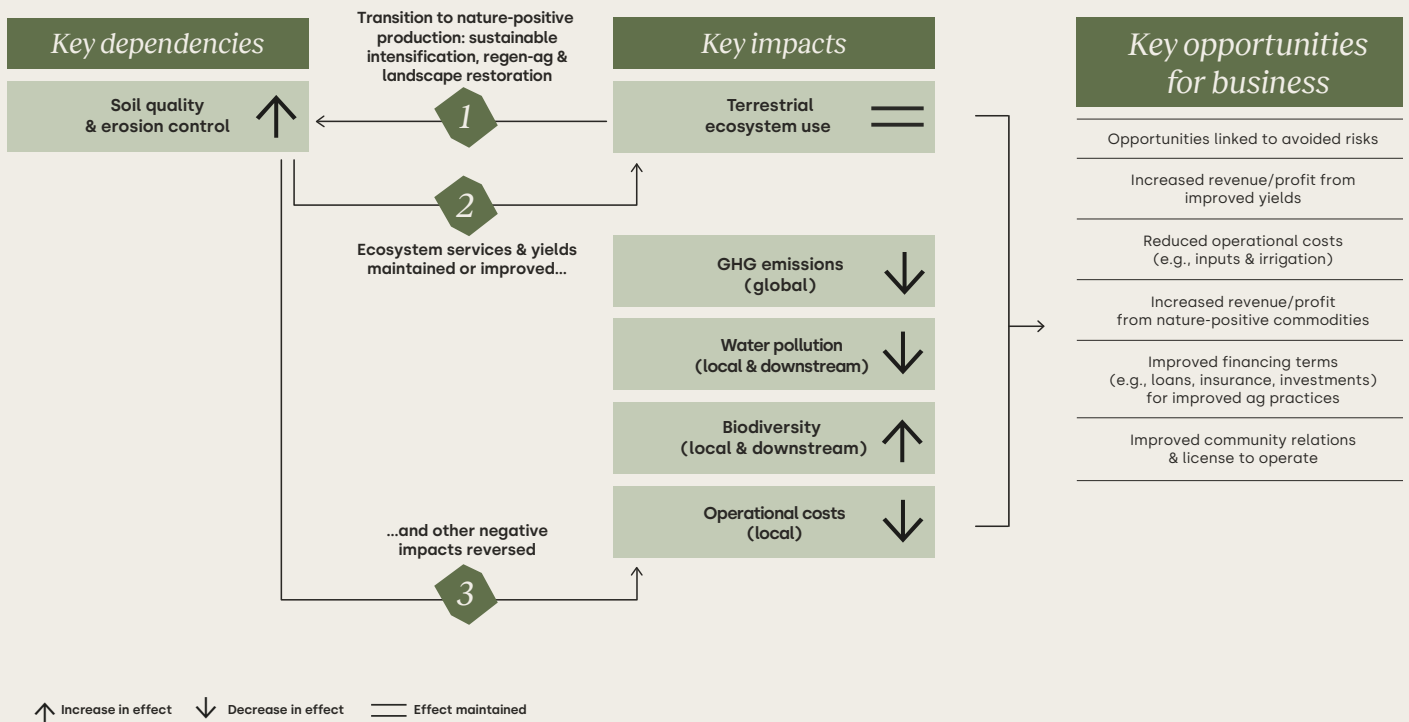 Key dependencies
Soil quality
& erosion control
Transition to nature-positive
production: sustainable
intensification, regen-ag &
landscape restoration
1
2
Ecosystem services & yields
maintained or improved...
...and other negative
impacts reversed
3
Key impacts
Terrestrial
ecosystem use
GHG emissions
(global)
Water pollution
(local & downstream)
Biodiversity
(local & downstream)
Operational costs
(local)
Key opportunities
for business
Opportunities linked to avoided risks
Increased revenue/profit from
improved yields
Reduced operational costs
(e.g., inputs & irrigation)
Increased revenue/profit
from nature-positive commodities
Improved financing terms
(e.g., loans, insurance, investments)
for improved ag practices
Improved community relations
& license to operate
Increase in effect
Decrease in effect
Effect maintained